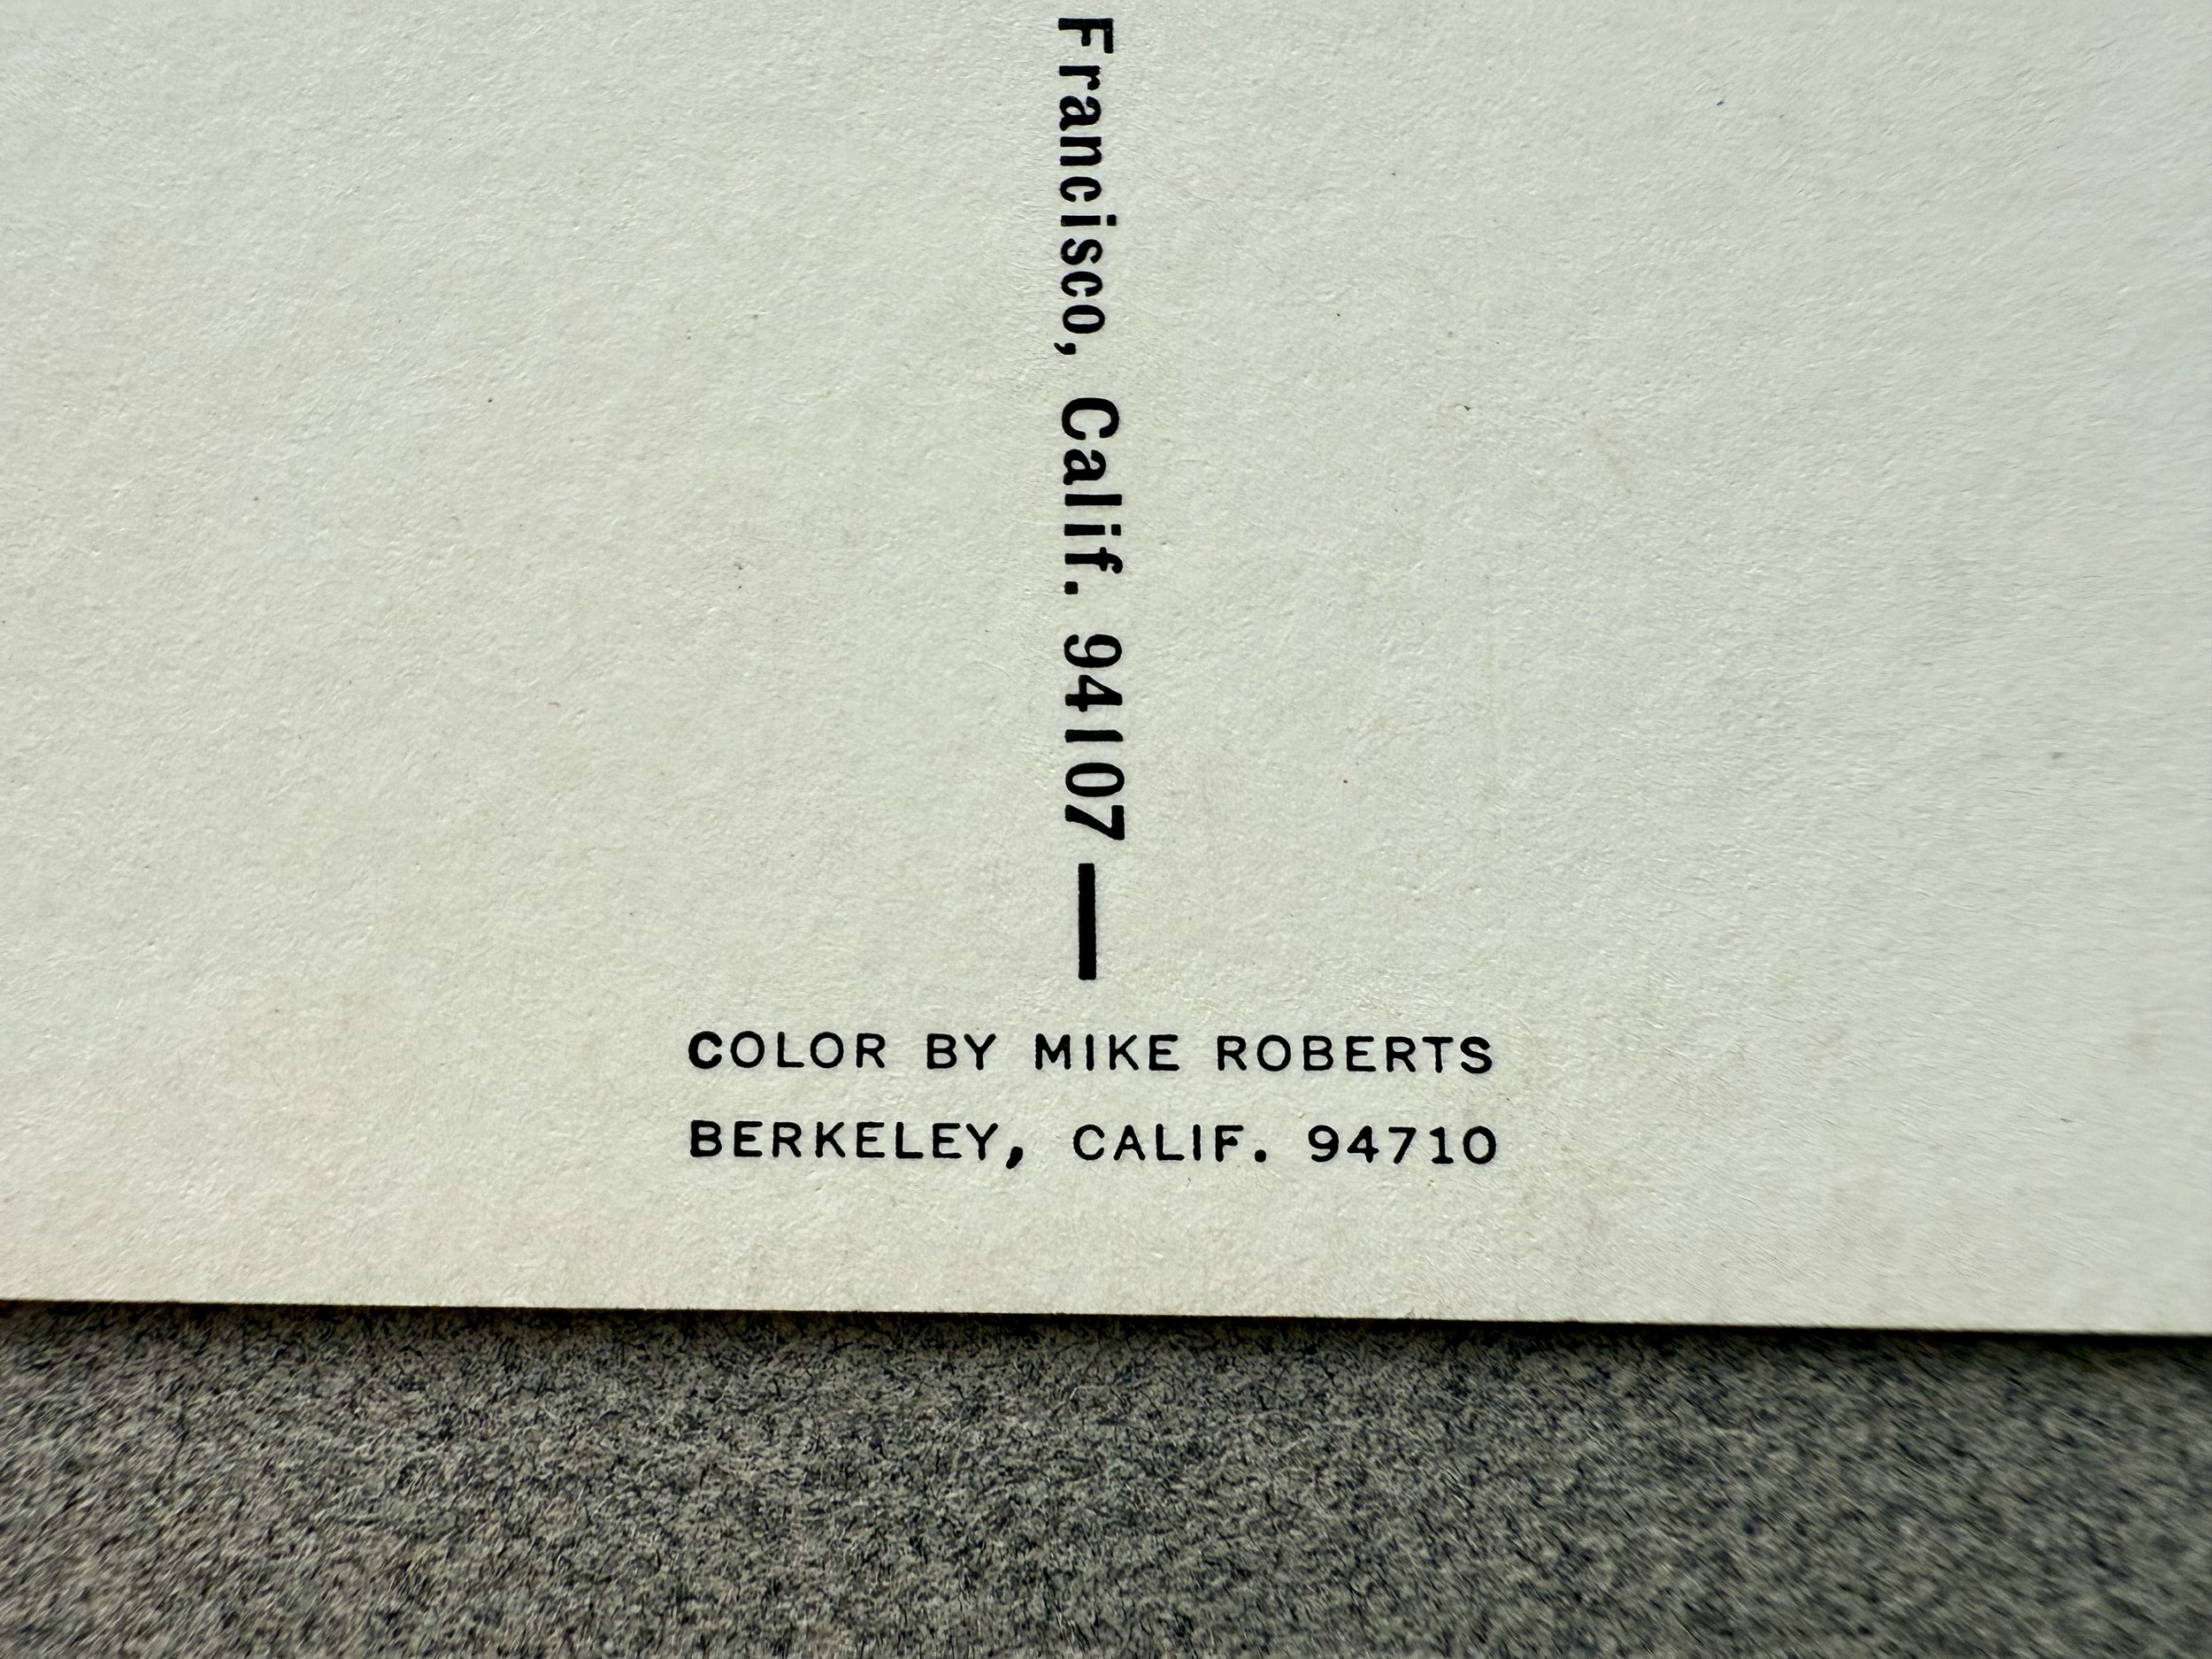 Francisco, Calif. 94107 —
COLOR BY MIKE ROBERTS
BERKELEY, CALIF. 94710